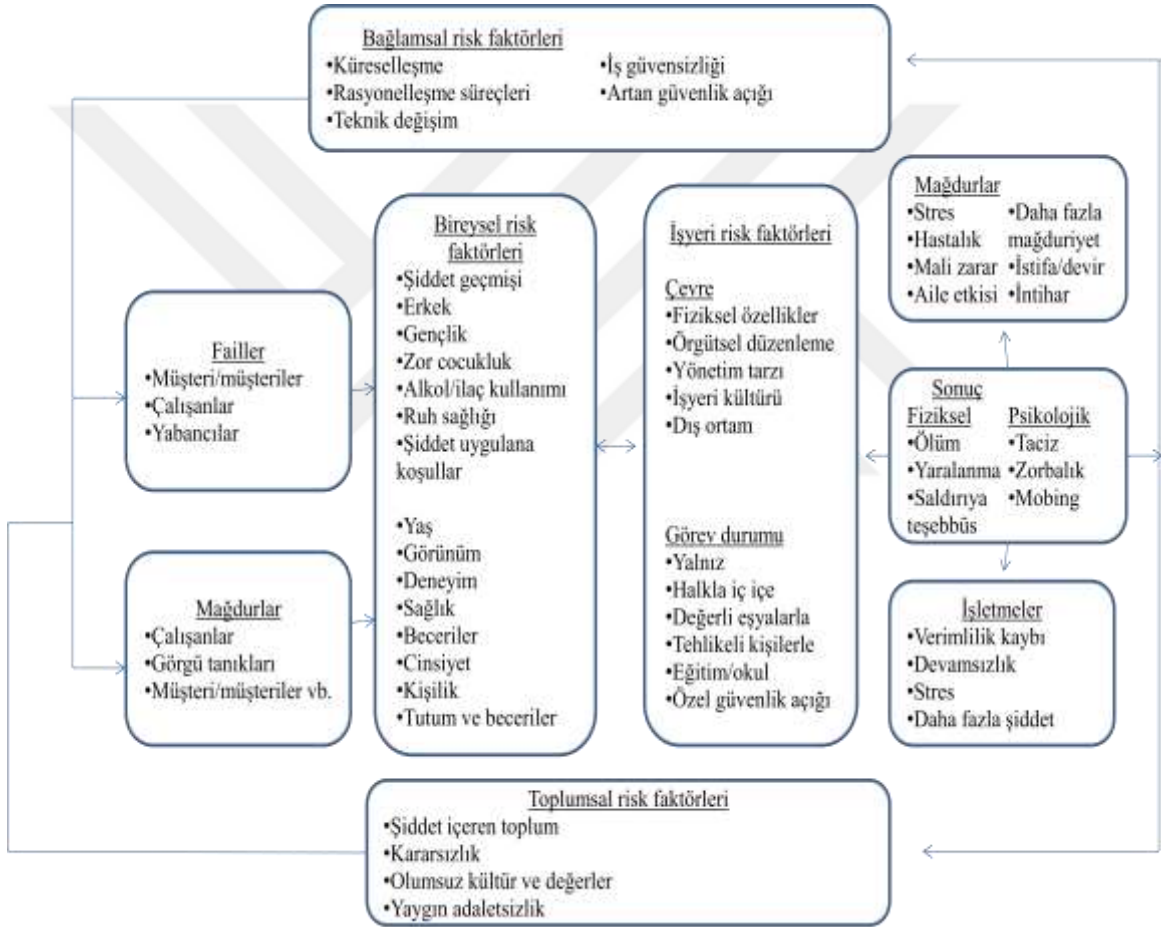 Bağlamsal risk faktörleri
•Küreselleşme
•Rasyonelleşme süreçleri
•Teknik değişim
•İş güvensizliği
•Artan güvenlik açığı
Failler
•Müşteri/müşteriler
•Çalışanlar
•Yabancılar
Mağdurlar
•Çalışanlar
•Görgü tanıkları
•Müşteri/müşteriler vb.
Bireysel risk
faktörleri
•Şiddet geçmişi
•Erkek
•Gençlik
•Zor cocukluk
•Alkol/ilaç kullanımı
•Ruh sağlığı
•Şiddet uygulana
koşullar
•Yaş
•Görünüm
•Deneyim
•Sağlık
•Beceriler
•Cinsiyet
•Kişilik
•Tutum ve beceriler
İşyeri risk faktörleri
Çevre
•Fiziksel özellikler
•Örgütsel düzenleme
•Yönetim tarzı
•İşyeri kültürü
•Dış ortam
Görev durumu
•Yalnız
•Halkla iç içe
•Değerli eşyalarla
•Tehlikeli kişilerle
•Eğitim/okul
•Özel güvenlik açığı
Mağdurlar
•Stres
•Hastalık
•Mali zarar
•Aile etkisi
•Daha fazla
mağduriyet
•İstifa/devir
•İntihar
Sonuç
Fiziksel
•Ölüm
•Yaralanma
•Saldırıya
teşebbüs
Psikolojik
•Taciz
•Zorbalık
•Mobing
İşletmeler
•Verimlilik kaybı
•Devamsızlık
•Stres
•Daha fazla şiddet
Toplumsal risk faktörleri
•Şiddet içeren toplum
•Kararsızlık
•Olumsuz kültür ve değerler
•Yaygın adaletsizlik